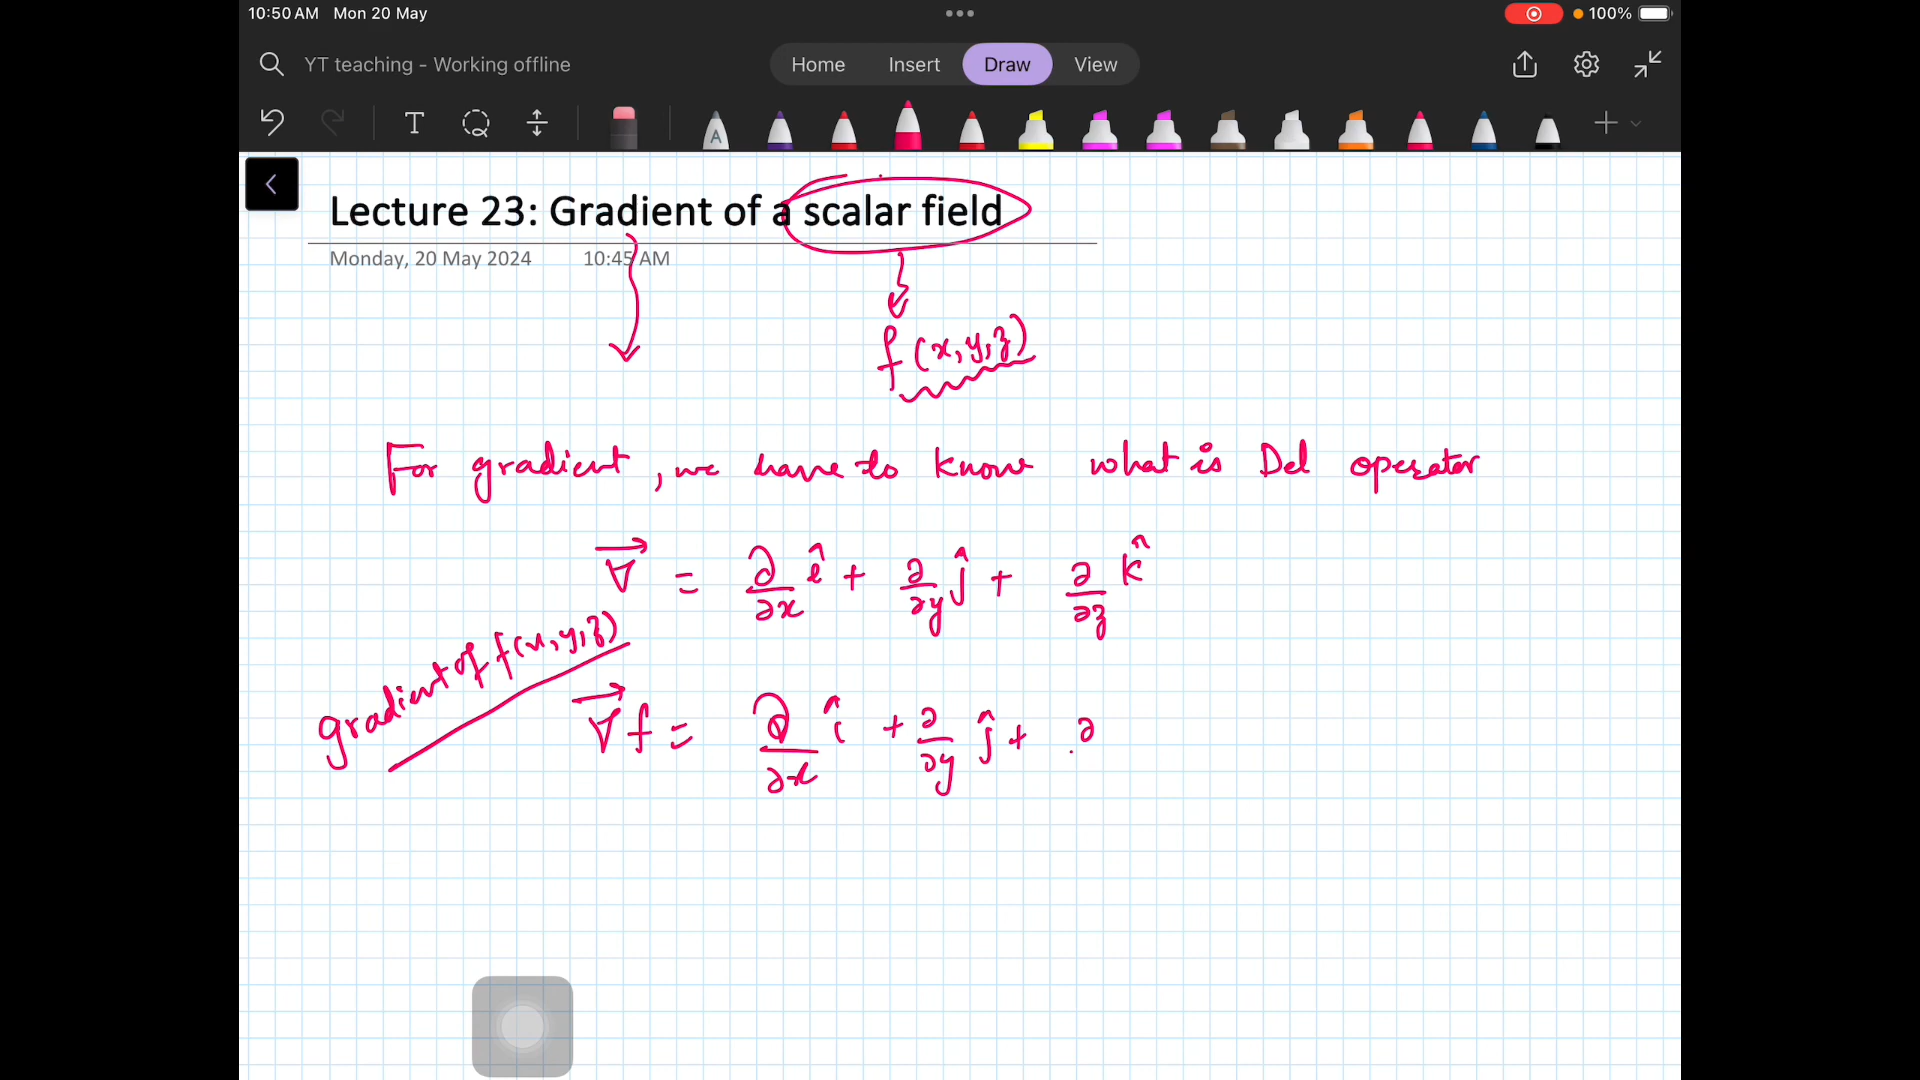 10:50 AM Mon 20 May
100%
YT teaching - Working offline
Home Insert Draw View
T A
Lecture 23: Gradient of a scalar field
Monday, 20 May 2024 10:45 AM
f(x,y,z)
For gradient, we have to know what is Del operator
∇⃗ = ∂/∂x î + ∂/∂y ĵ + ∂/∂z k̂
gradient of f(x,y,z)
∇⃗f = ∂/∂x î + ∂/∂y ĵ + ∂